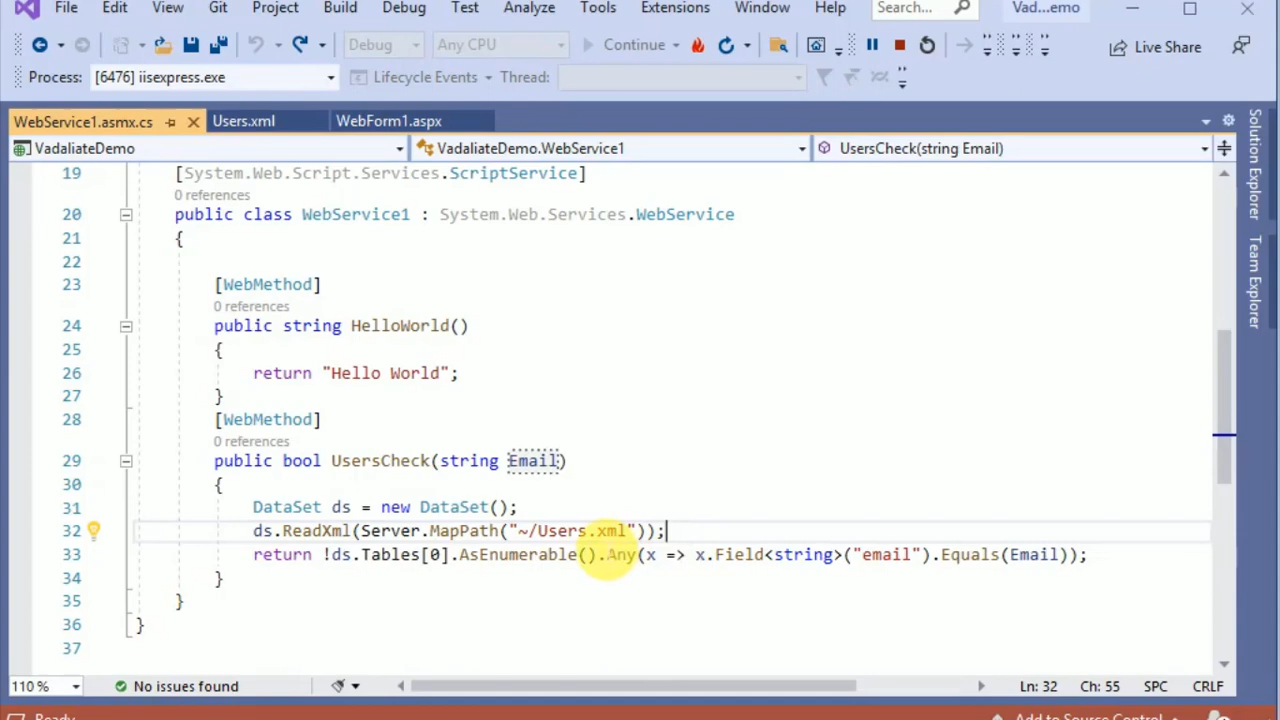 File Edit View Git Project Build Debug Test Analyze Tools Extensions Window Help Search... Vad...emo
Debug Any CPU Continue Live Share
Process: [6476] iisexpress.exe Lifecycle Events Thread:
WebService1.asmx.cs Users.xml WebForm1.aspx
VadaliateDemo VadaliateDemo.WebService1 UsersCheck(string Email)
19 [System.Web.Script.Services.ScriptService]
0 references
20 public class WebService1 : System.Web.Services.WebService
21 {
22
23 [WebMethod]
0 references
24 public string HelloWorld()
25 {
26 return "Hello World";
27 }
28 [WebMethod]
0 references
29 public bool UsersCheck(string Email)
30 {
31 DataSet ds = new DataSet();
32 ds.ReadXml(Server.MapPath("~/Users.xml"));
33 return !ds.Tables[0].AsEnumerable().Any(x => x.Field<string>("email").Equals(Email));
34 }
35 }
36 }
37
Solution Explorer
Team Explorer
110 % No issues found Ln: 32 Ch: 55 SPC CRLF
Ready Add to Source Control